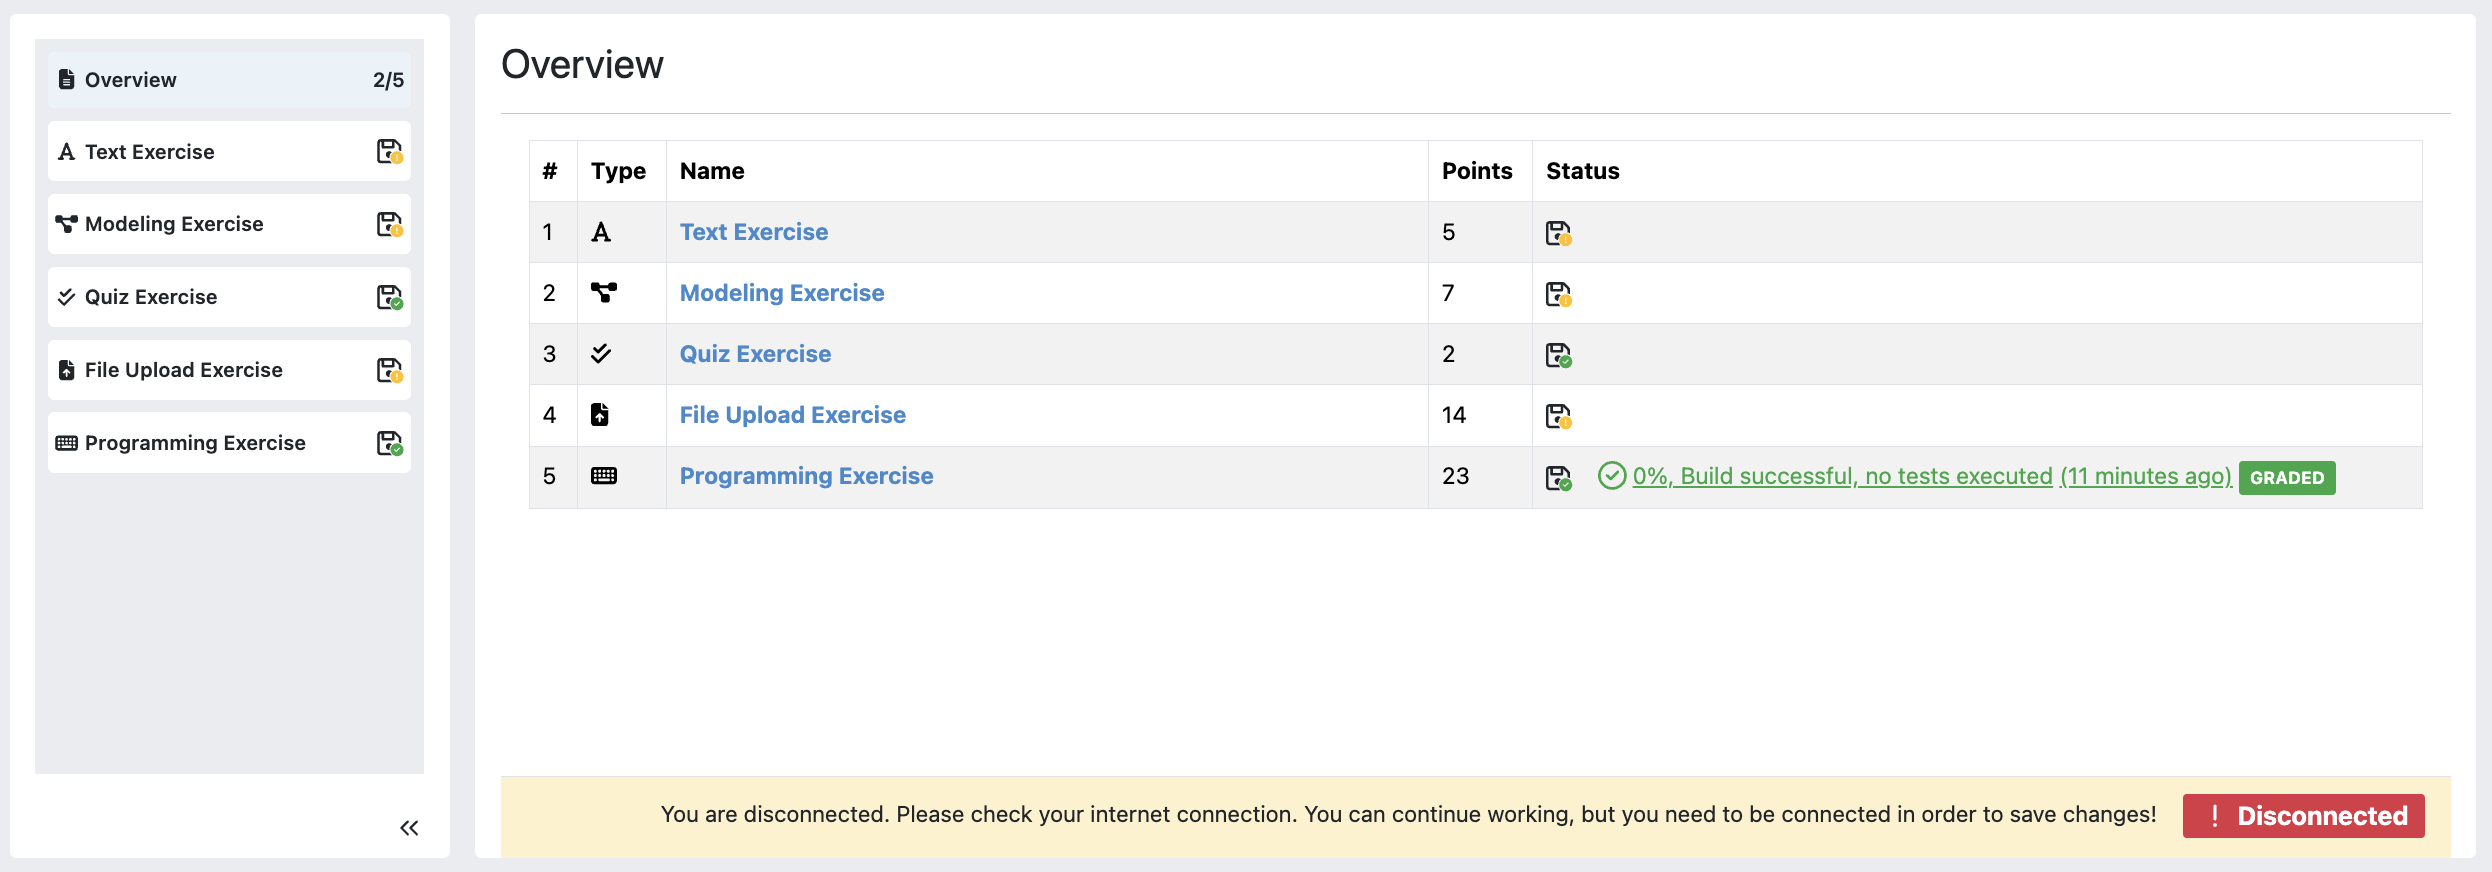 Overview 2/5
Text Exercise
Modeling Exercise
Quiz Exercise
File Upload Exercise
Programming Exercise
Overview
# Type Name Points Status
1 Text Exercise 5
2 Modeling Exercise 7
3 Quiz Exercise 2
4 File Upload Exercise 14
5 Programming Exercise 23 0%, Build successful, no tests executed (11 minutes ago) GRADED
You are disconnected. Please check your internet connection. You can continue working, but you need to be connected in order to save changes! ! Disconnected